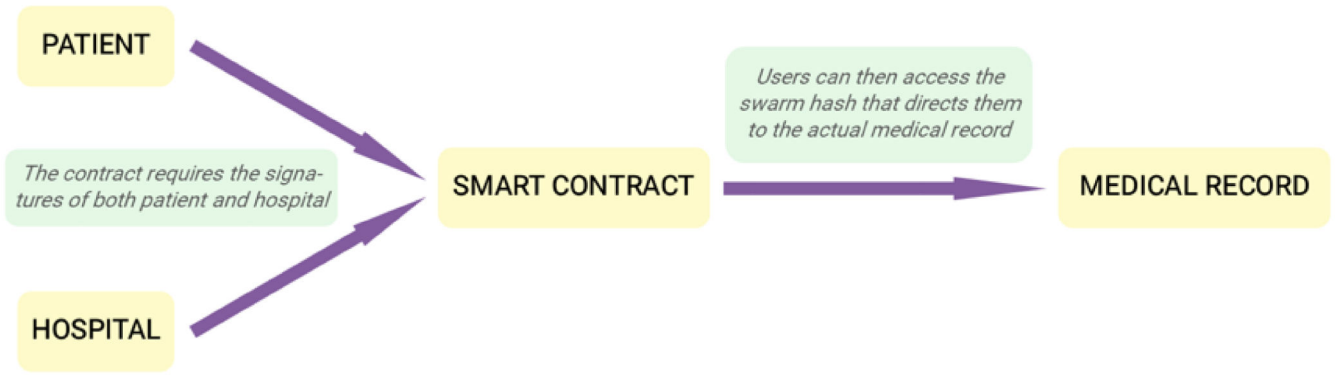 PATIENT
The contract requires the signa-
tures of both patient and hospital
HOSPITAL
SMART CONTRACT
Users can then access the
swarm hash that directs them
to the actual medical record
MEDICAL RECORD